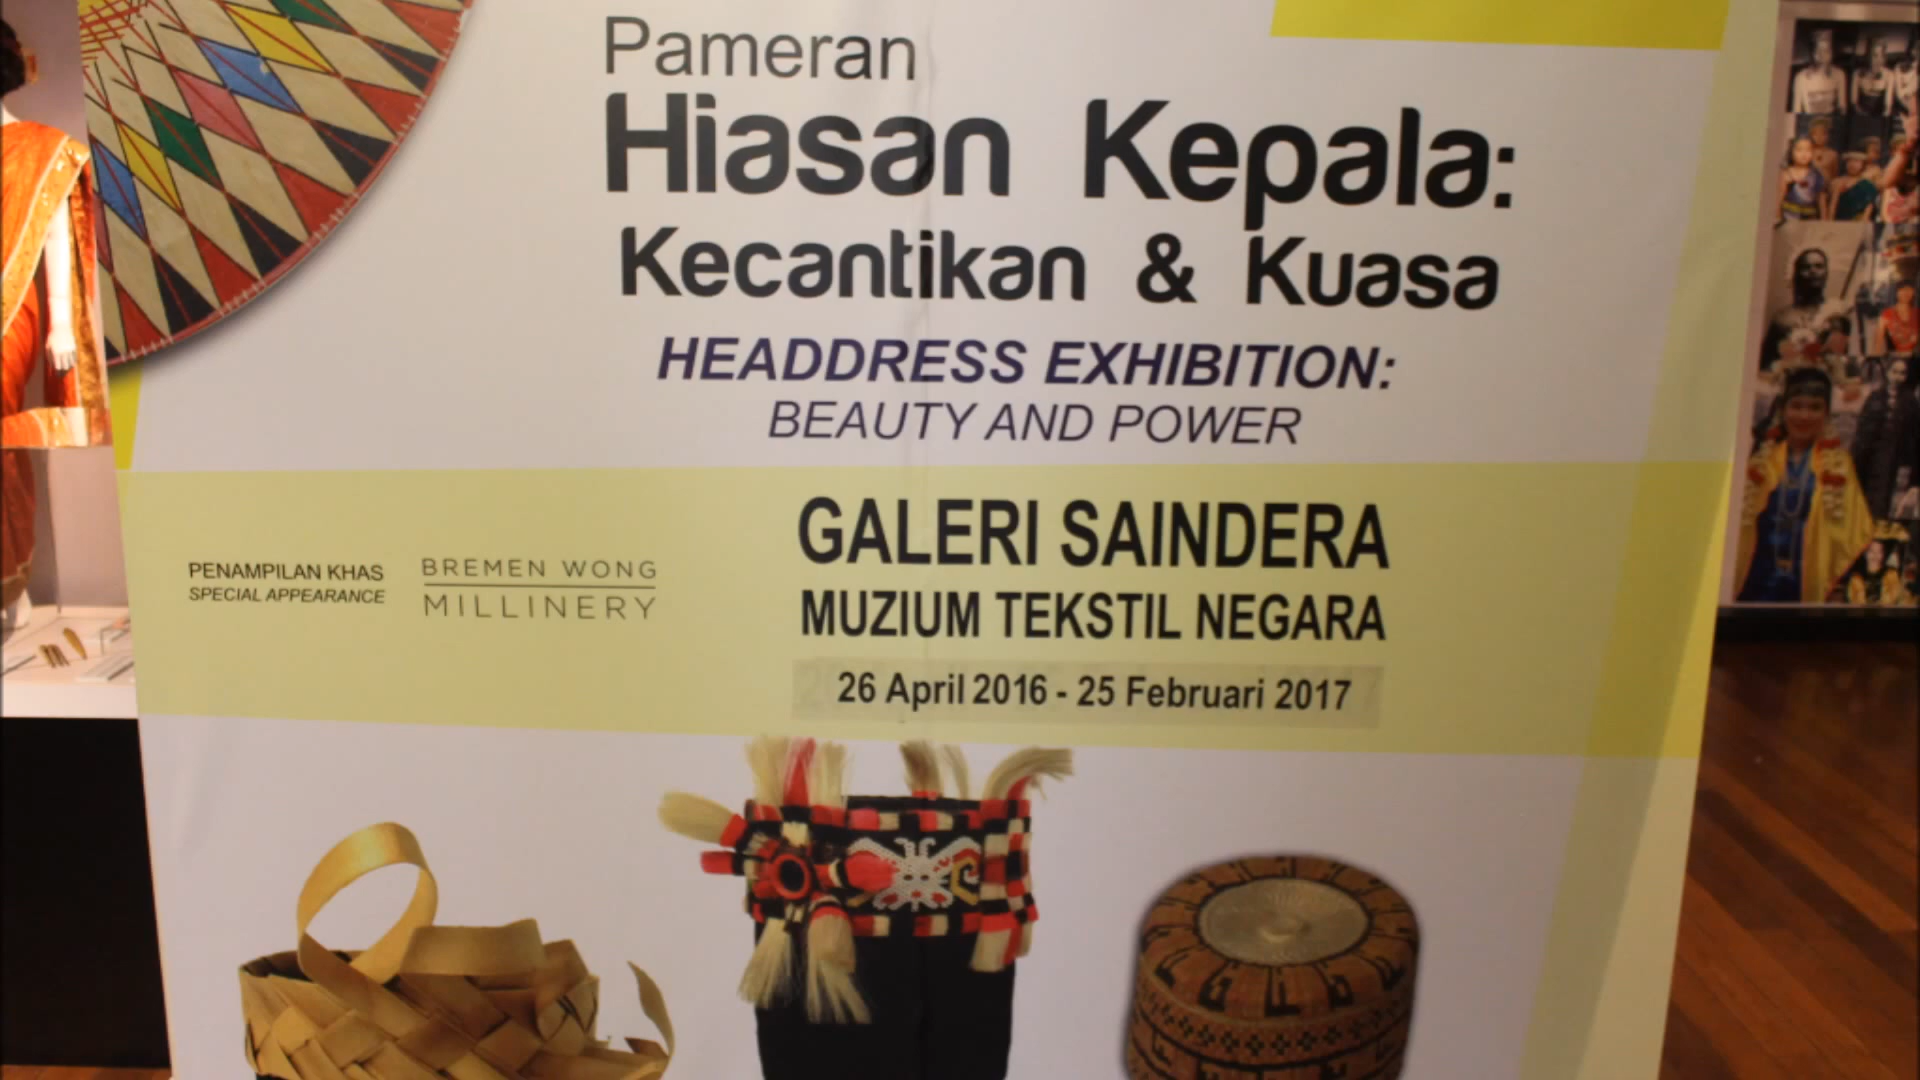 Pameran
Hiasan Kepala:
Kecantikan & Kuasa
HEADDRESS EXHIBITION:
BEAUTY AND POWER
PENAMPILAN KHAS
SPECIAL APPEARANCE
BREMEN WONG
MILLINERY
GALERI SAINDERA
MUZIUM TEKSTIL NEGARA
26 April 2016 - 25 Februari 2017